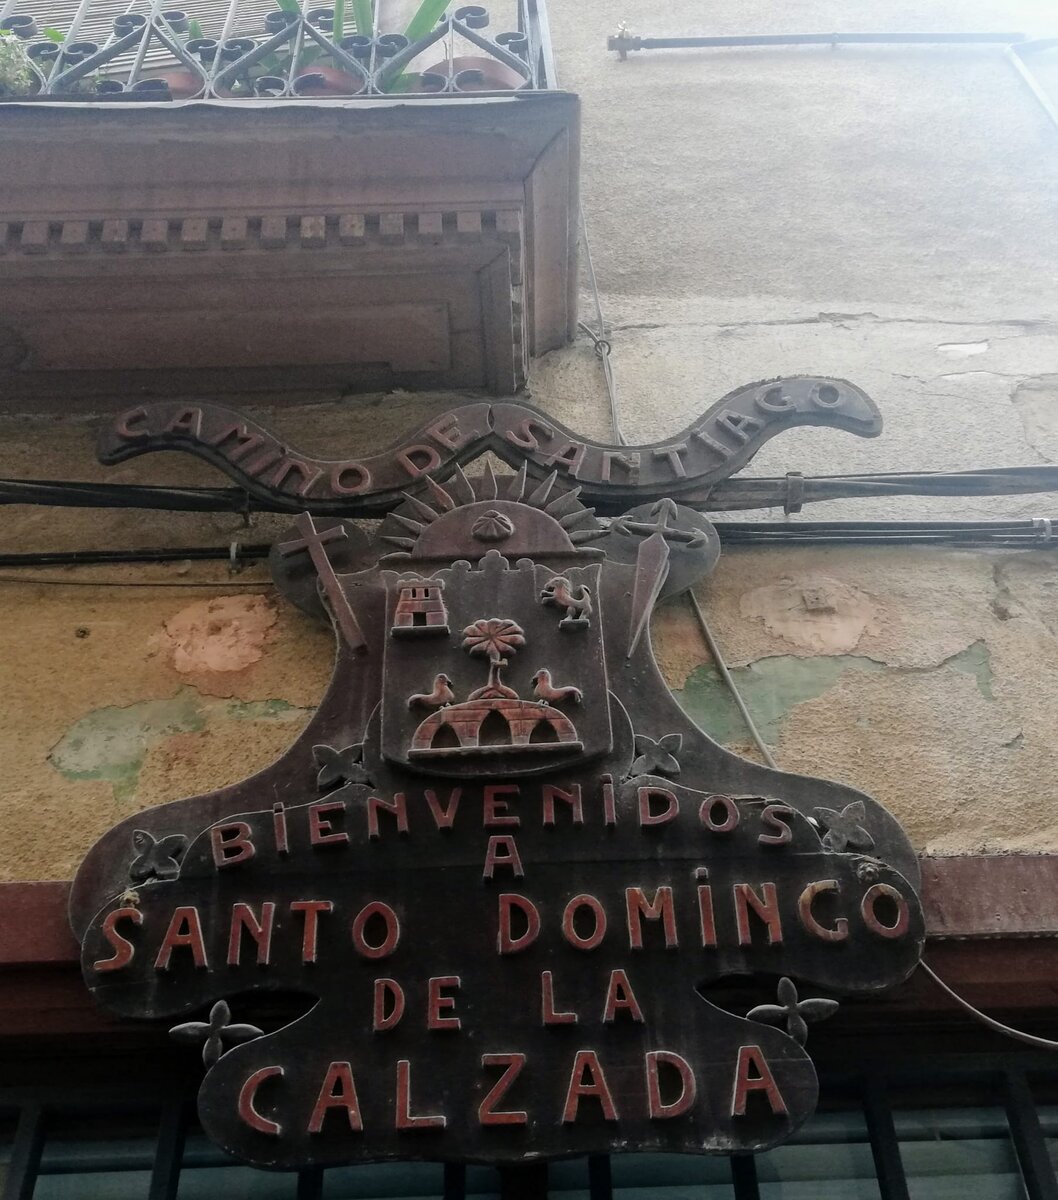 CAMiNO DE SANTiAGO
BiENVENiDOS
A
SANTO DOMiNGO
DE LA
CALZADA